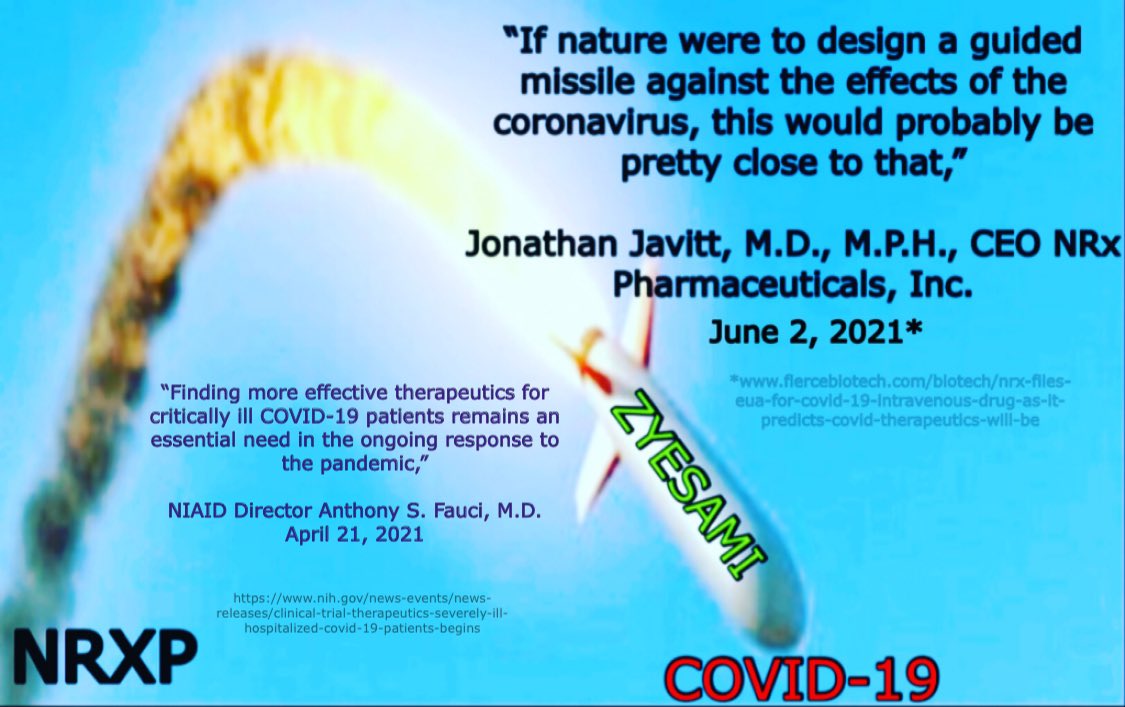 “If nature were to design a guided
missile against the effects of the
coronavirus, this would probably be
pretty close to that,”
Jonathan Javitt, M.D., M.P.H., CEO NRx
Pharmaceuticals, Inc.
June 2, 2021*
*www.fiercebiotech.com/biotech/nrx-files-
eua-for-covid-19-intravenous-drug-as-it-
predicts-covid-therapeutics-will-be
“Finding more effective therapeutics for
critically ill COVID-19 patients remains an
essential need in the ongoing response to
the pandemic,”
NIAID Director Anthony S. Fauci, M.D.
April 21, 2021
https://www.nih.gov/news-events/news-
releases/clinical-trial-therapeutics-severely-ill-
hospitalized-covid-19-patients-begins
ZYESAMI
NRXP
COVID-19